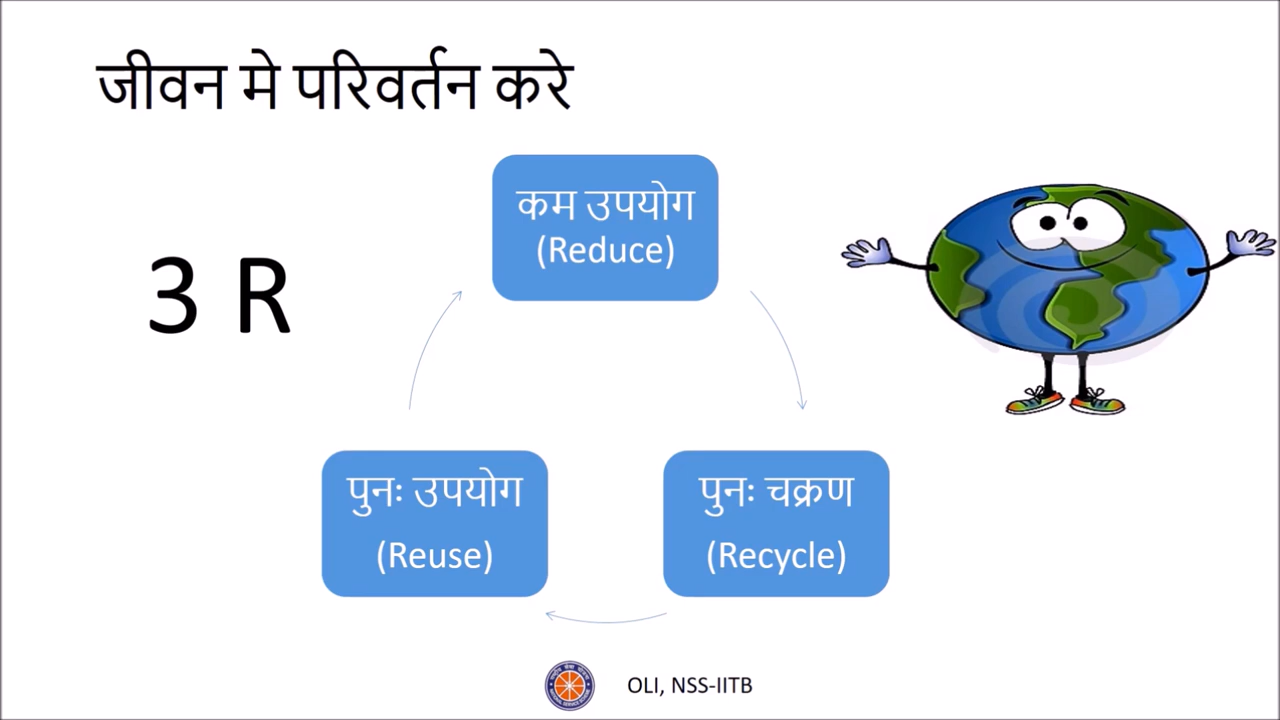 जीवन मे परिवर्तन करे
3 R
कम उपयोग
(Reduce)
पुनः उपयोग
(Reuse)
पुनः चक्रण
(Recycle)
OLI, NSS-IITB